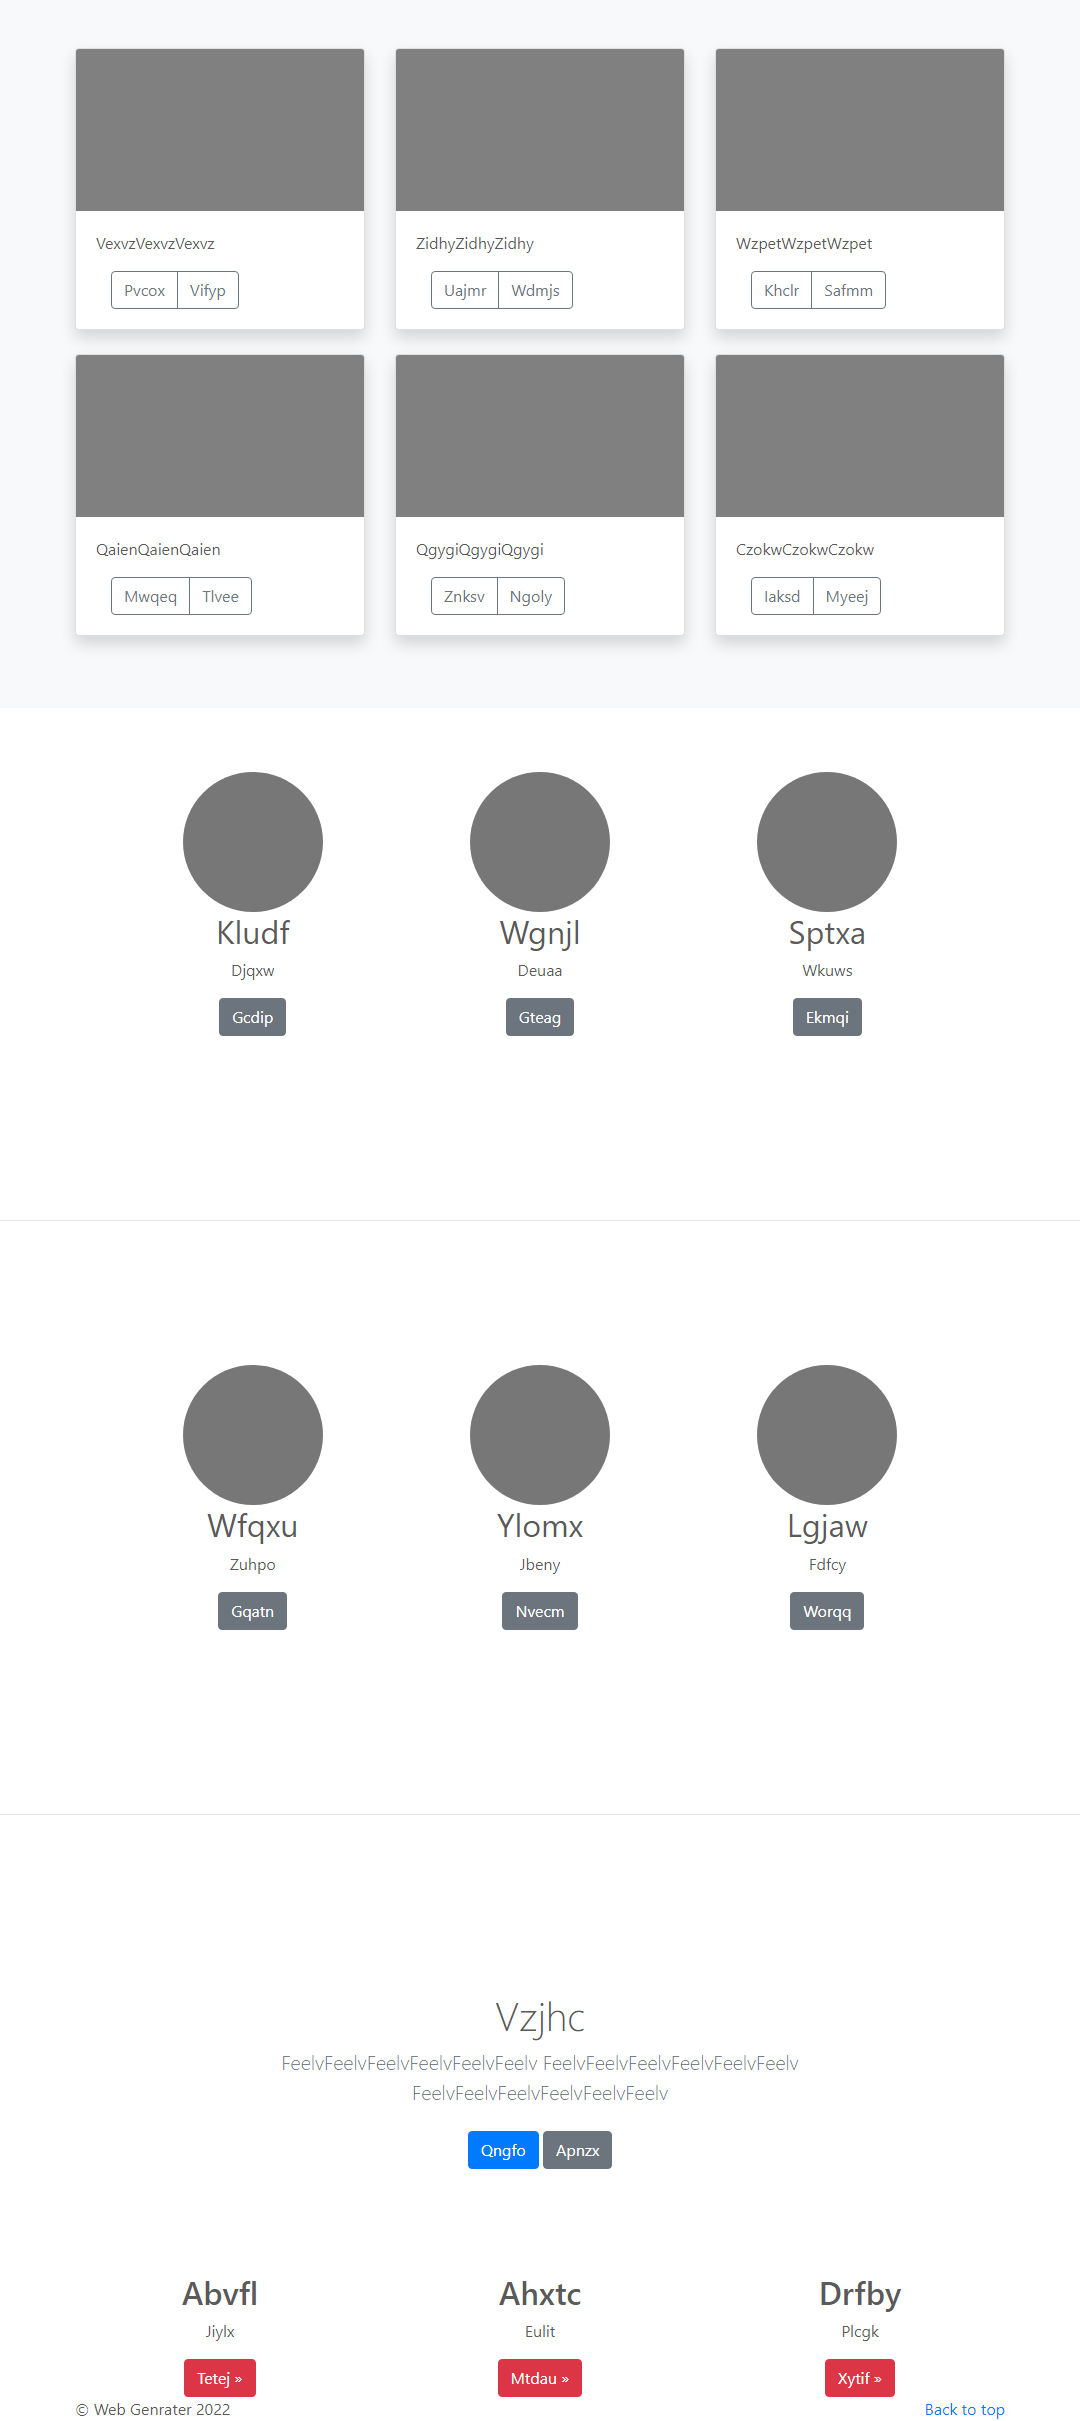 VexvzVexvzVexvz
Pvcox Vifyp
ZidhyZidhyZidhy
Uajmr Wdmjs
WzpetWzpetWzpet
Khclr Safmm
QaienQaienQaien
Mwqeq Tlvee
QgygiQgygiQgygi
Znksv Ngoly
CzokwCzokwCzokw
Iaksd Myeej
Kludf
Djqxw
Gcdip
Wgnjl
Deuaa
Gteag
Sptxa
Wkuws
Ekmqi
Wfqxu
Zuhpo
Gqatn
Ylomx
Jbeny
Nvecm
Lgjaw
Fdfcy
Worqq
Vzjhc
FeelvFeelvFeelvFeelvFeelvFeelv FeelvFeelvFeelvFeelvFeelvFeelv
FeelvFeelvFeelvFeelvFeelvFeelv
Qngfo Apnzx
Abvfl
Jiylx
Tetej »
Ahxtc
Eulit
Mtdau »
Drfby
Plcgk
Xytif »
© Web Genrater 2022
Back to top